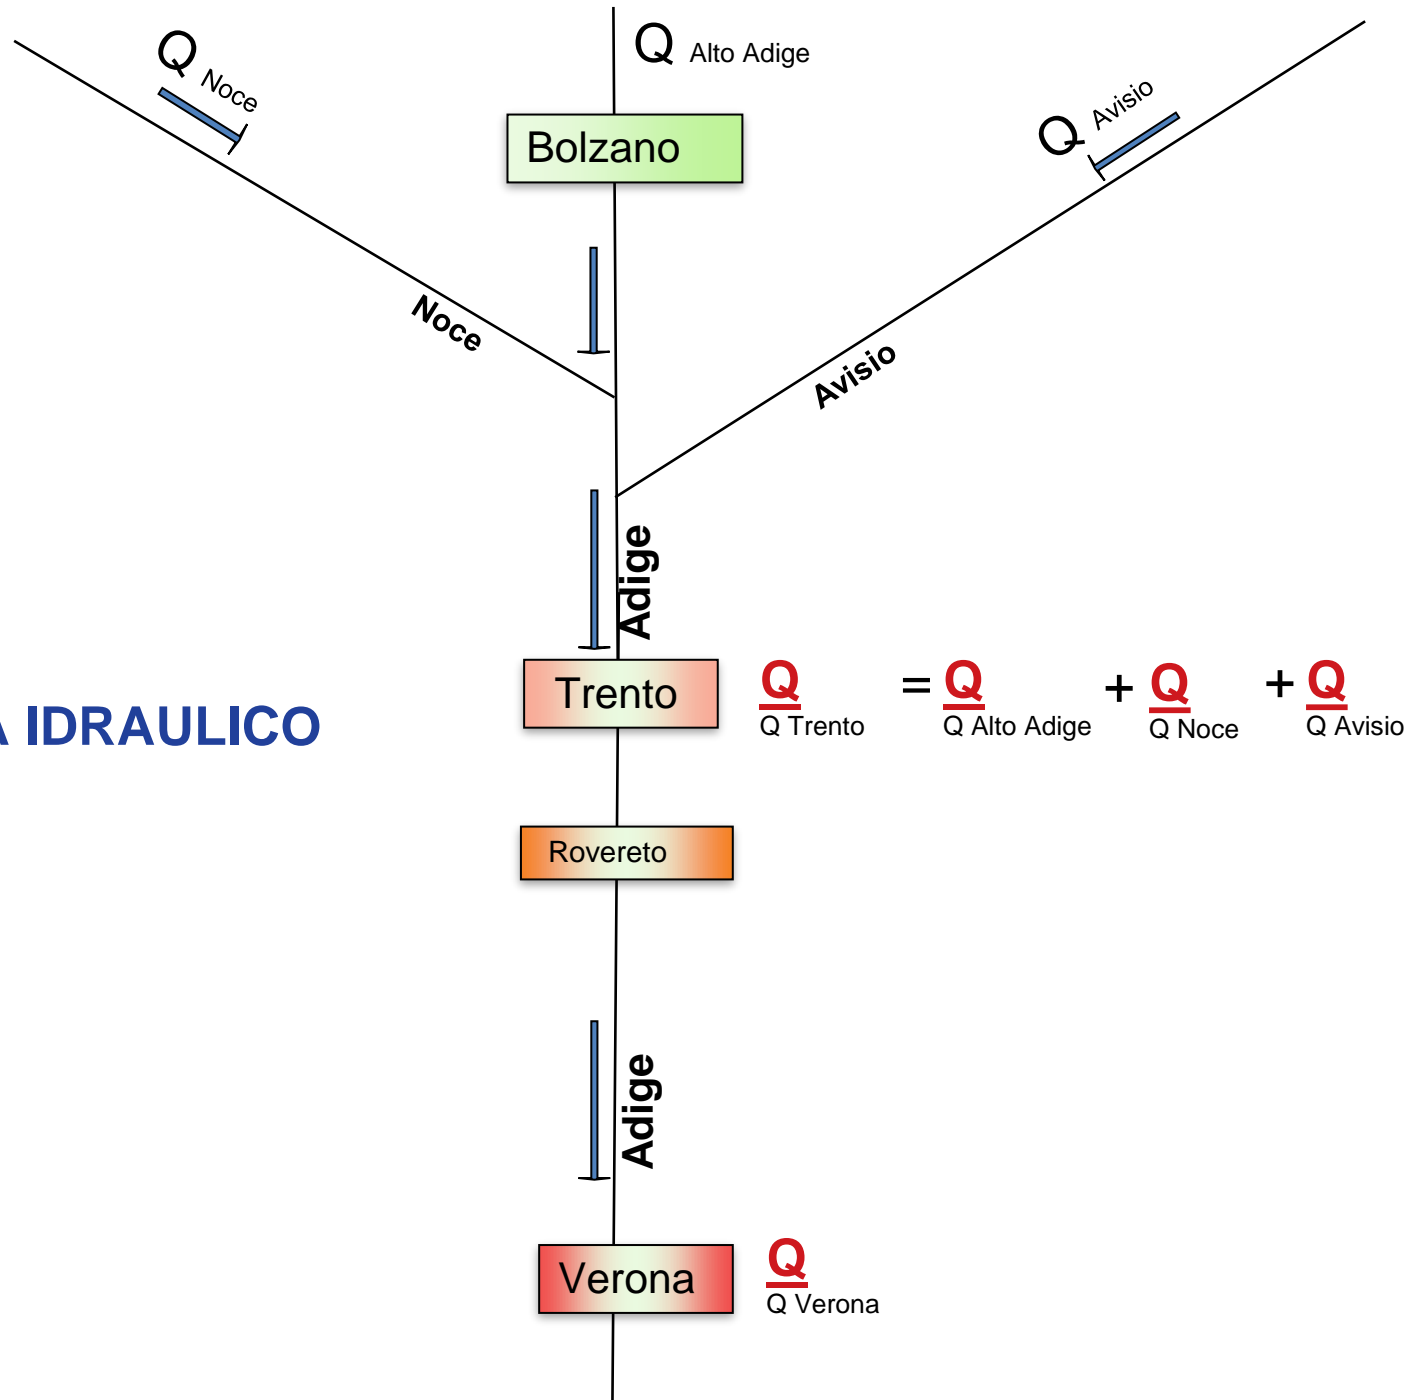 Q Noce
Q Alto Adige
Q Avisio
Bolzano
Noce
Avisio
Adige
Trento
Q = Q + Q + Q
Q Trento Q Alto Adige Q Noce Q Avisio
A IDRAULICO
Rovereto
Adige
Verona
Q
Q Verona